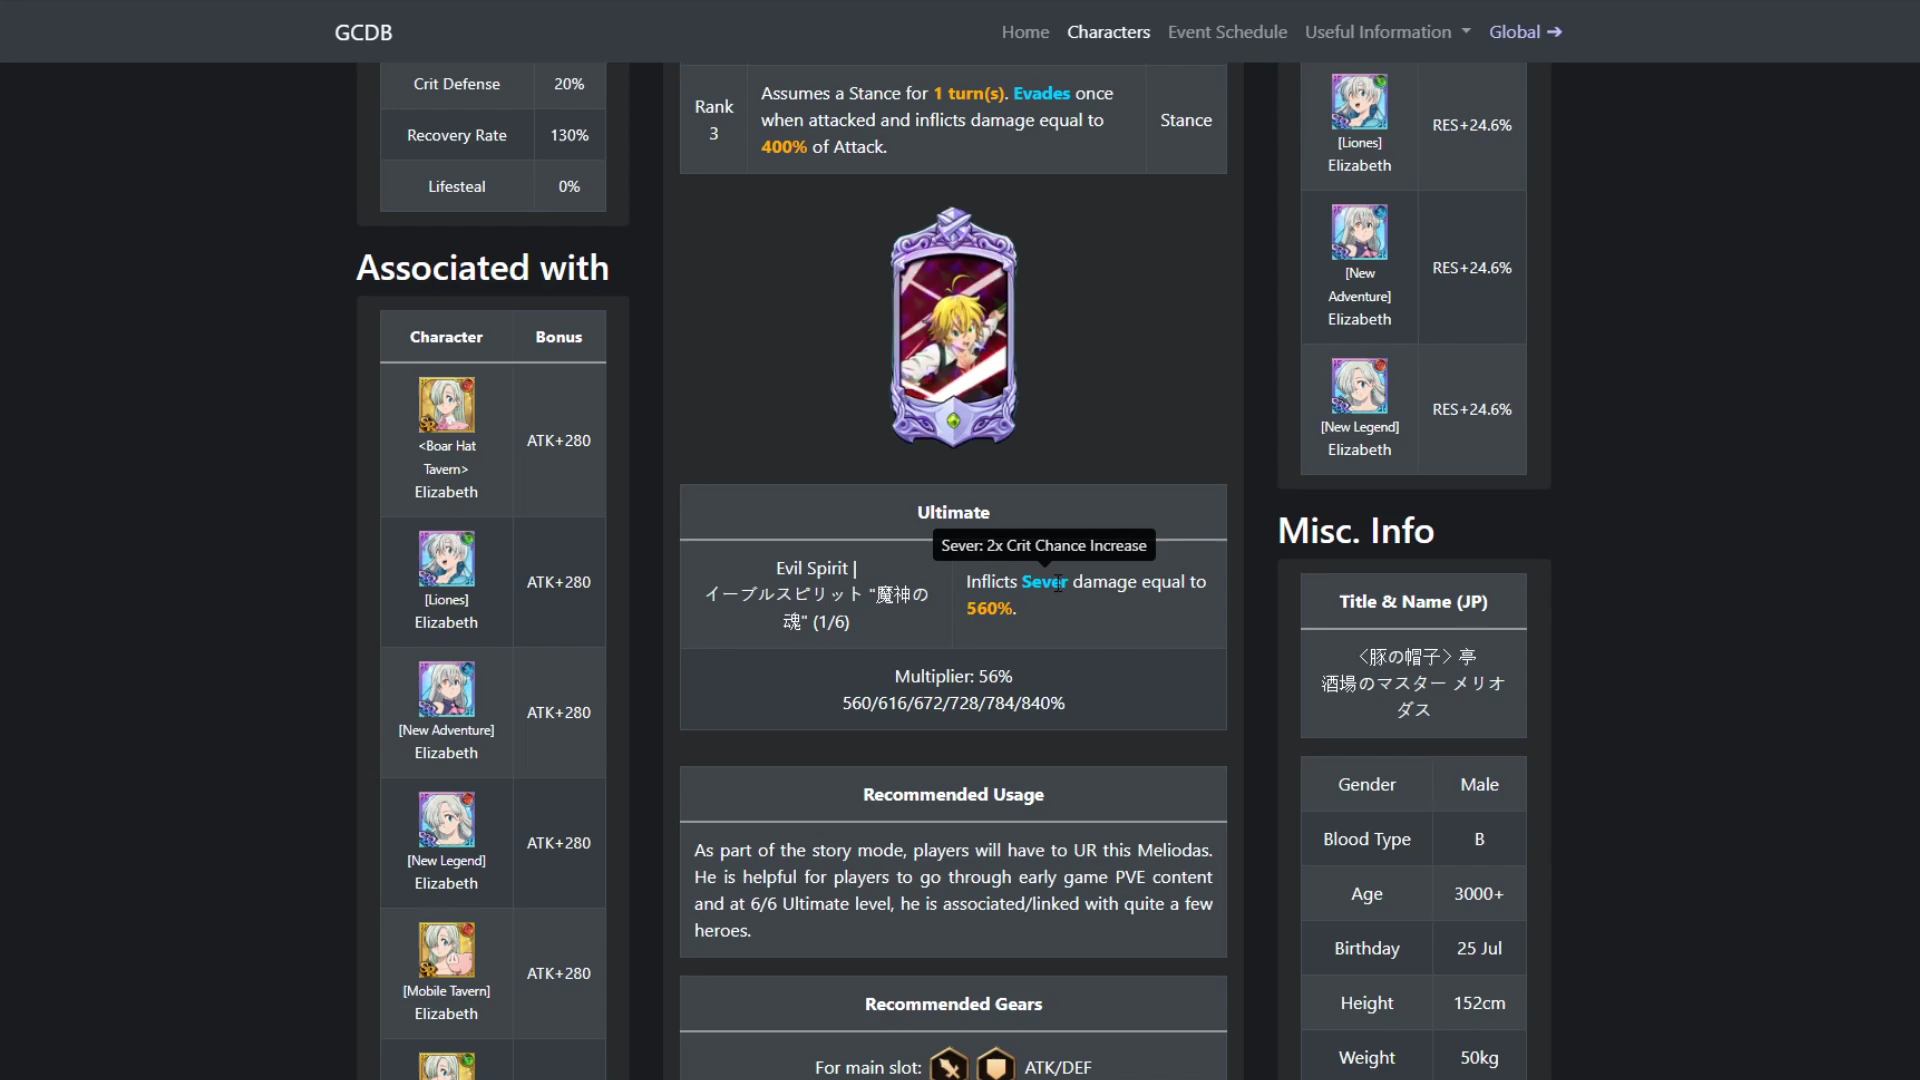 GCDB
Home
Characters
Event Schedule
Useful Information
Global
Crit Defense 20%
Recovery Rate 130%
Lifesteal 0%
Associated with
Character Bonus
<Boar Hat
Tavern>
Elizabeth
ATK+280
[Liones]
Elizabeth
ATK+280
[New Adventure]
Elizabeth
ATK+280
[New Legend]
Elizabeth
ATK+280
[Mobile Tavern]
Elizabeth
ATK+280
Rank
3
Assumes a Stance for 1 turn(s). Evades once
when attacked and inflicts damage equal to
400% of Attack.
Stance
Ultimate
Sever: 2x Crit Chance Increase
Evil Spirit |
イーブルスピリット "魔神の
魂" (1/6)
Inflicts Sever damage equal to
560%.
Multiplier: 56%
560/616/672/728/784/840%
Recommended Usage
As part of the story mode, players will have to UR this Meliodas.
He is helpful for players to go through early game PVE content
and at 6/6 Ultimate level, he is associated/linked with quite a few
heroes.
Recommended Gears
For main slot:
ATK/DEF
[Liones]
Elizabeth
RES+24.6%
[New
Adventure]
Elizabeth
RES+24.6%
[New Legend]
Elizabeth
RES+24.6%
Misc. Info
Title & Name (JP)
〈豚の帽子〉亭
酒場のマスター メリオ
ダス
Gender Male
Blood Type B
Age 3000+
Birthday 25 Jul
Height 152cm
Weight 50kg